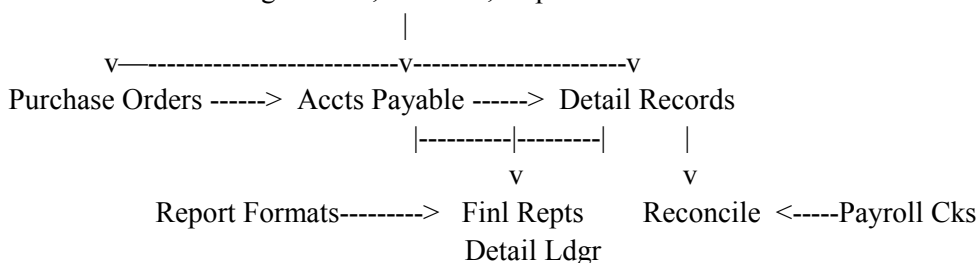 |
v—---------------------------v-----------------------v
Purchase Orders ------> Accts Payable ------> Detail Records
|----------|---------| |
v v
Report Formats---------> Finl Repts Reconcile <-----Payroll Cks
Detail Ldgr